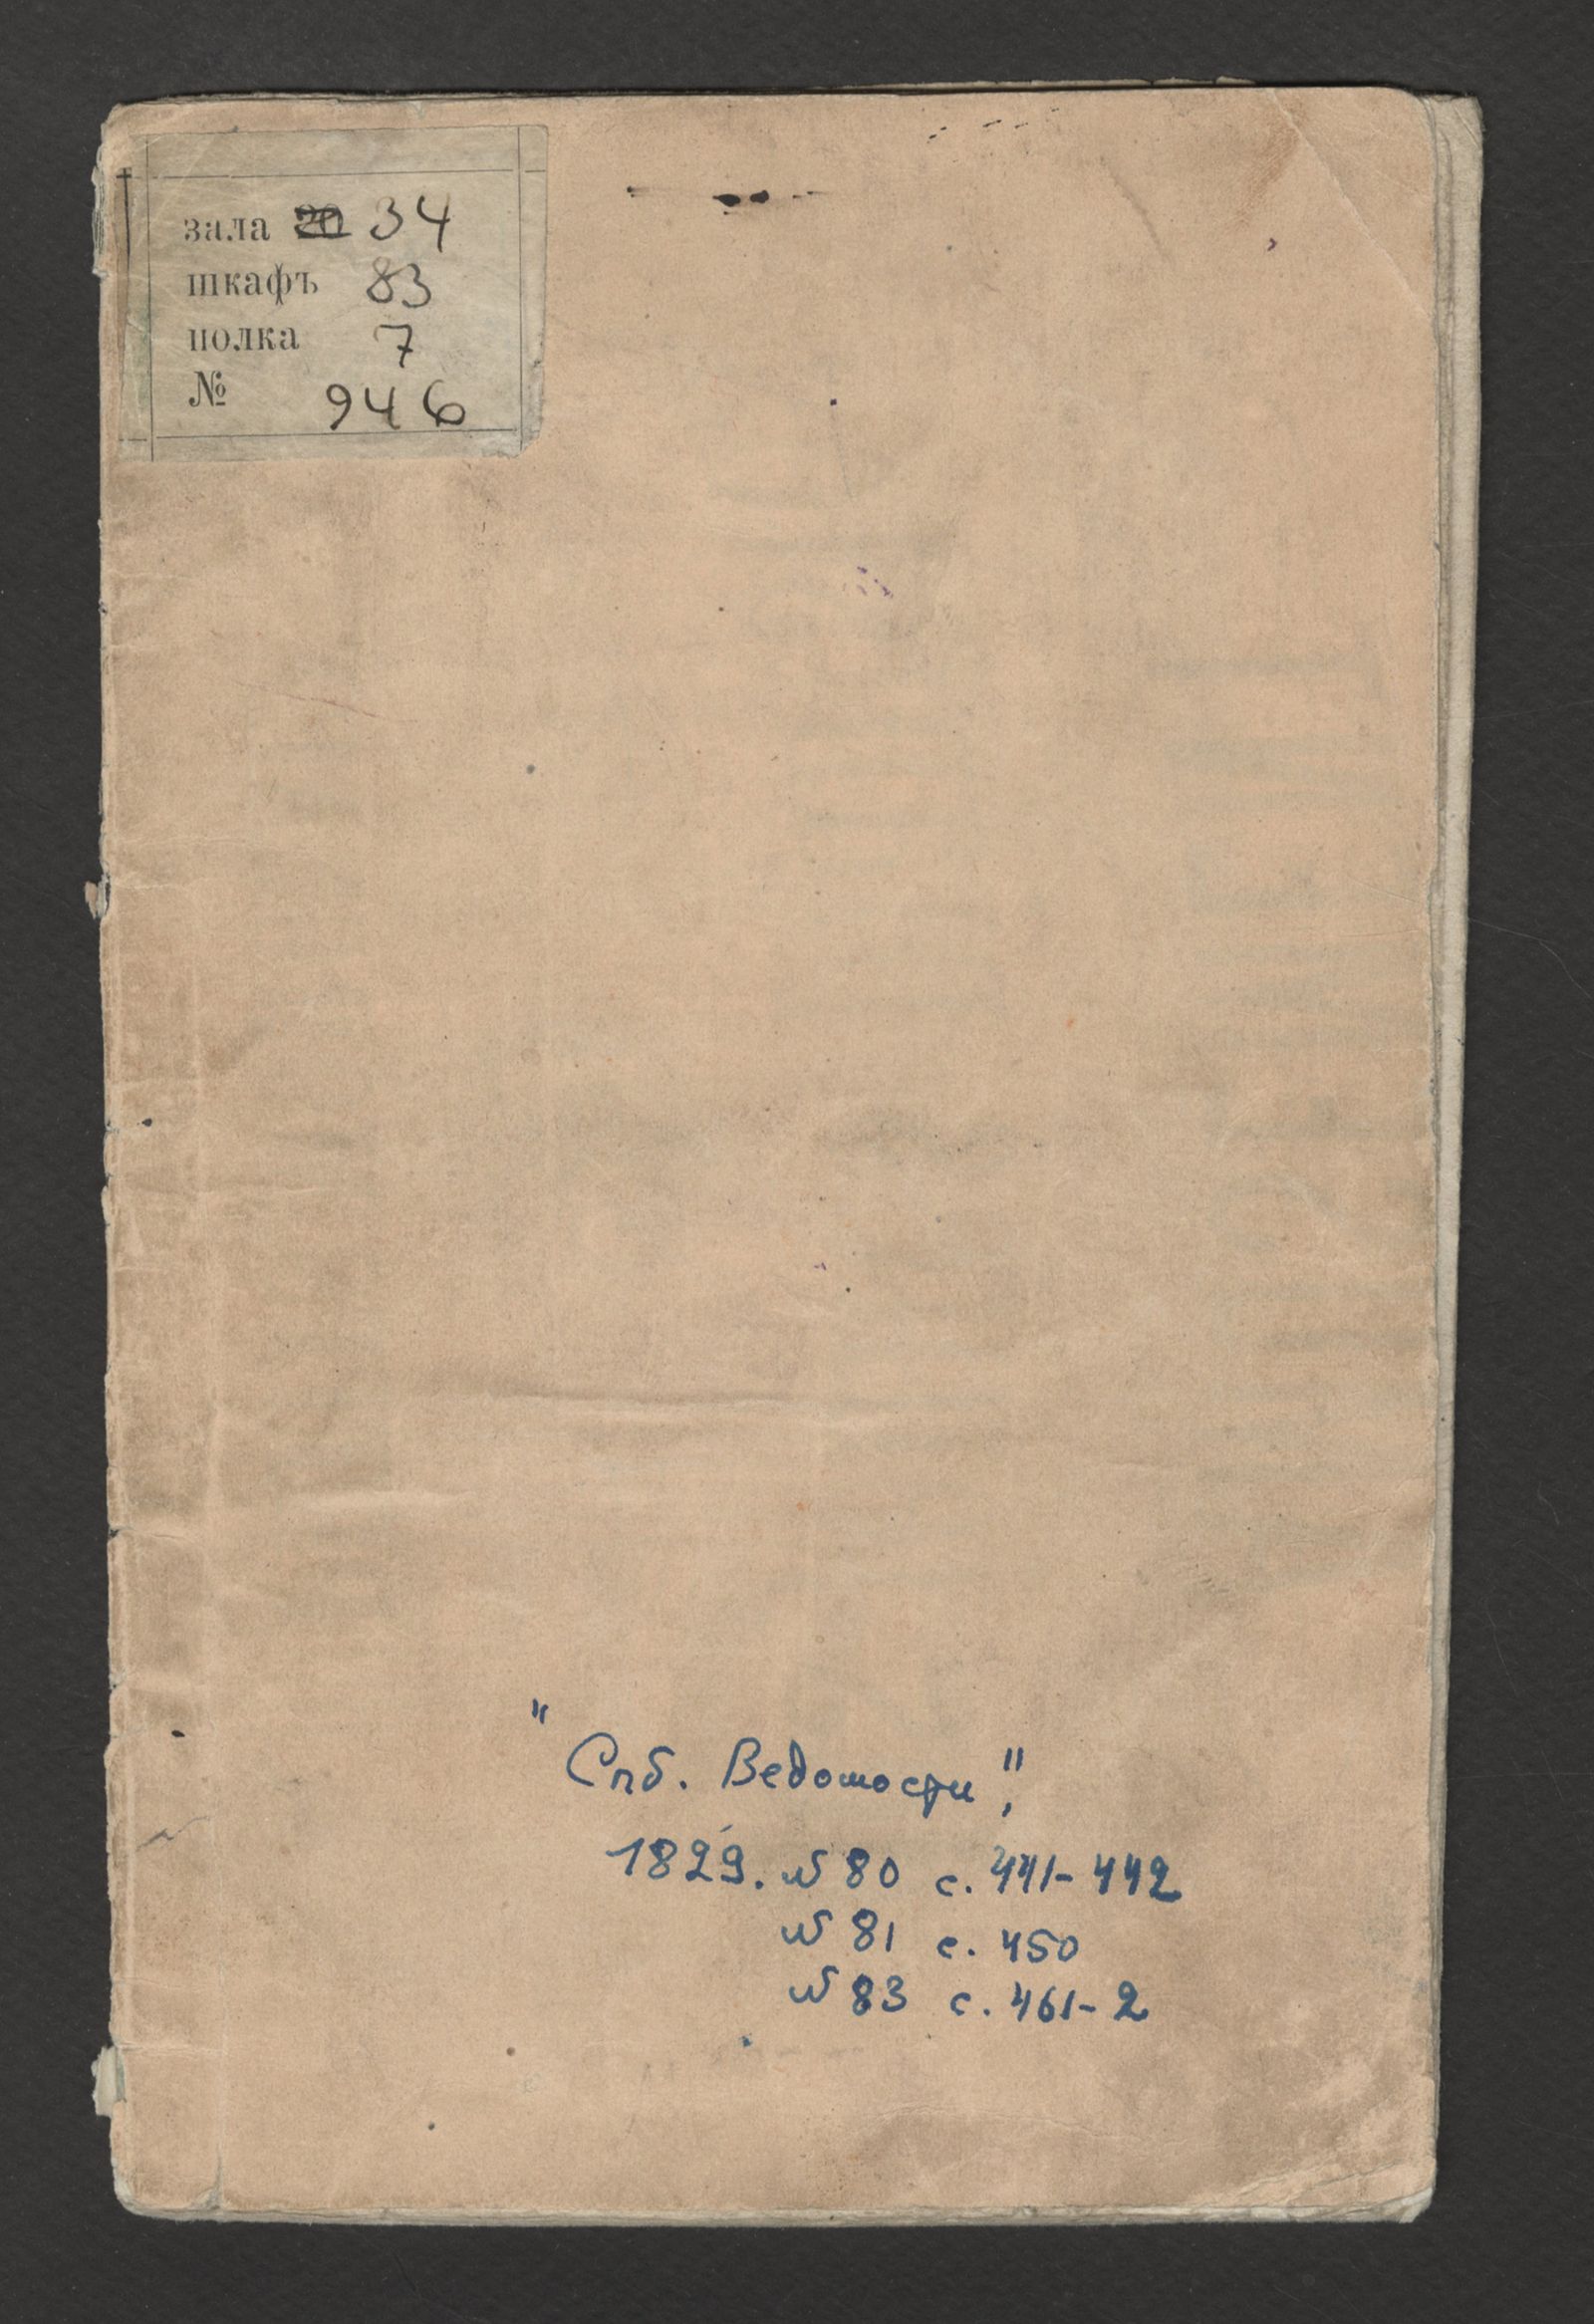 зала 20 34
шкафъ 83
полка 7
№ 946
"Спб. Ведомости",
1829. № 80 с. 441-442
№ 81 с. 450
№ 83 с. 461-2